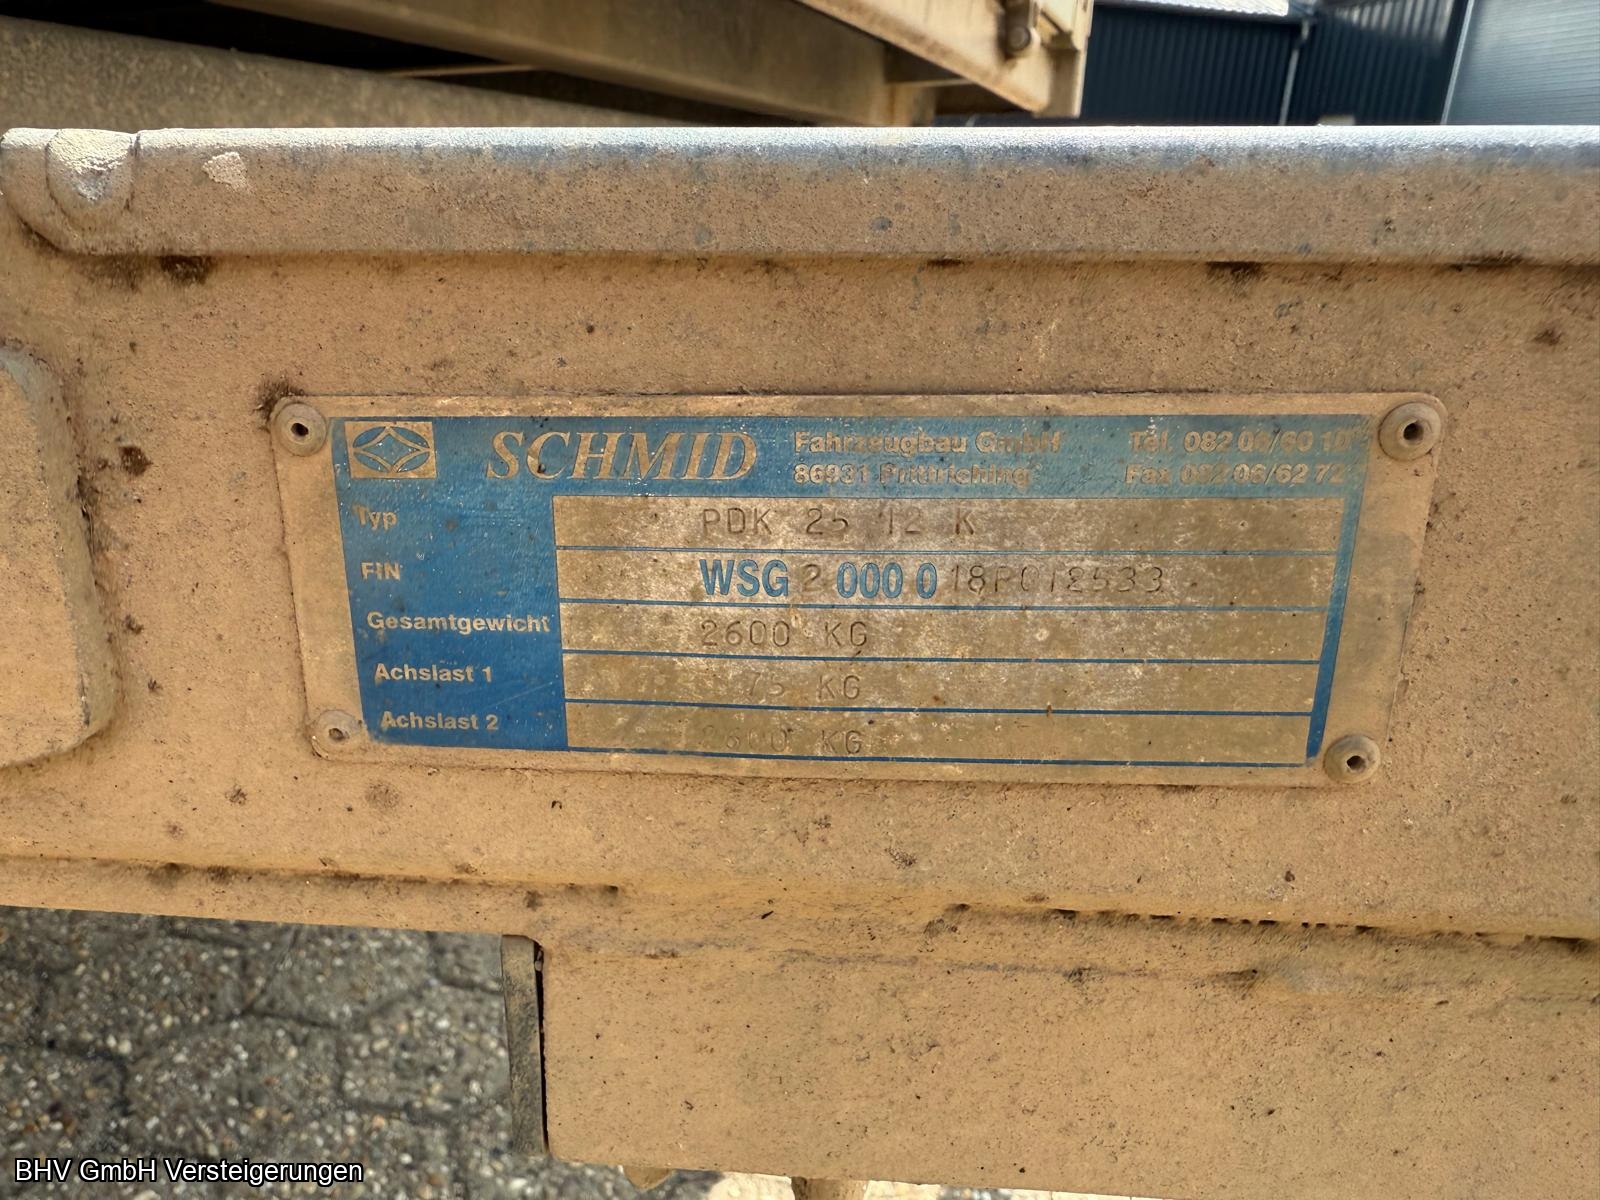 SCHMID Fahrzeugbau GmbH Tel. 082 06/60 10
86931 Prittriching Fax 082 06/62 72
Typ PDK 25 12 K
FIN WSG 2 000 0
Gesamtgewicht 2600 KG
Achslast 1 75 KG
Achslast 2 2600 KG
BHV GmbH Versteigerungen